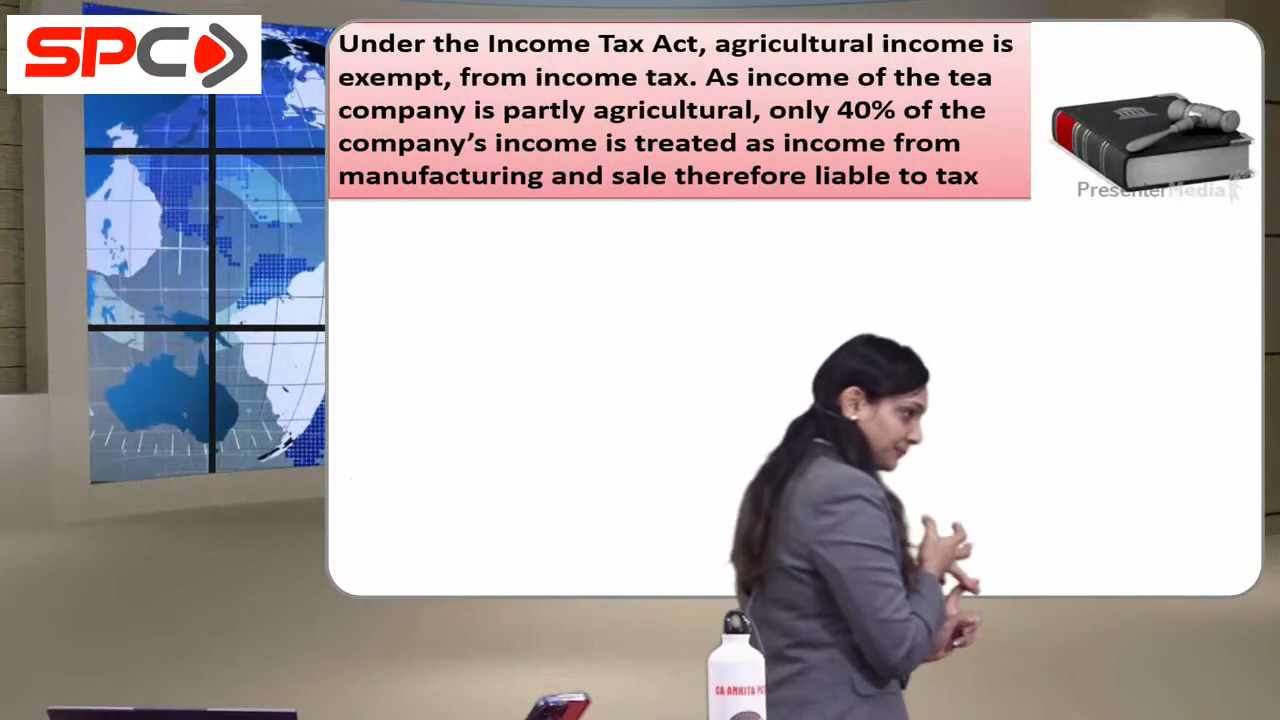 SPC
Under the Income Tax Act, agricultural income is
exempt, from income tax. As income of the tea
company is partly agricultural, only 40% of the
company’s income is treated as income from
manufacturing and sale therefore liable to tax
PresenterMedia
CA ANKITA